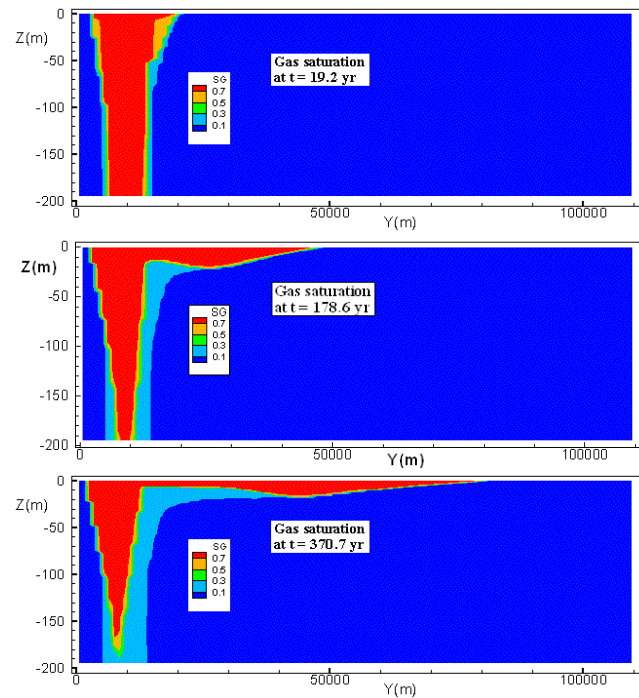 Z(m)
0
-50
-100
-150
-200
Gas saturation
at t = 19.2 yr
SG
0.7
0.5
0.3
0.1
0
50000
100000
Y(m)
Z(m)
0
-50
-100
-150
-200
Gas saturation
at t = 178.6 yr
SG
0.7
0.5
0.3
0.1
0
50000
100000
Y(m)
Z(m)
0
-50
-100
-150
-200
Gas saturation
at t = 370.7 yr
SG
0.7
0.5
0.3
0.1
0
50000
100000
Y(m)